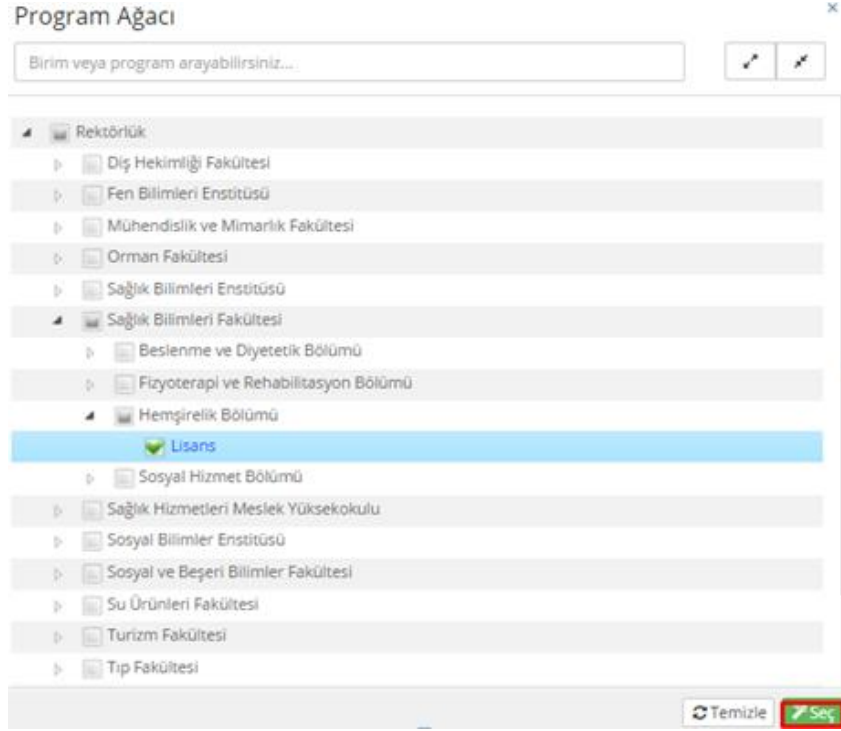 Program Ağacı
Birim veya program arayabilirsiniz...
Rektörlük
Diş Hekimliği Fakültesi
Fen Bilimleri Enstitüsü
Mühendislik ve Mimarlık Fakültesi
Orman Fakültesi
Sağlık Bilimleri Enstitüsü
Sağlık Bilimleri Fakültesi
Beslenme ve Diyetetik Bölümü
Fizyoterapi ve Rehabilitasyon Bölümü
Hemşirelik Bölümü
Lisans
Sosyal Hizmet Bölümü
Sağlık Hizmetleri Meslek Yüksekokulu
Sosyal Bilimler Enstitüsü
Sosyal ve Beşeri Bilimler Fakültesi
Su Ürünleri Fakültesi
Turizm Fakültesi
Tıp Fakültesi
Temizle Seç